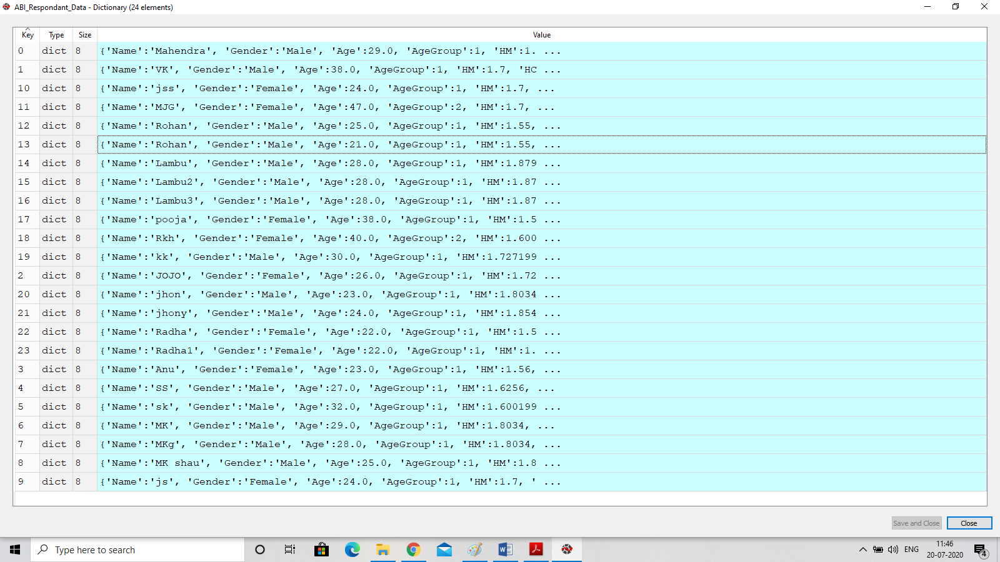 ABI_Respondant_Data - Dictionary (24 elements)
Key Type Size Value
0 dict 8 {'Name':'Mahendra', 'Gender':'Male', 'Age':29.0, 'AgeGroup':1, 'HM':1. ...
1 dict 8 {'Name':'VK', 'Gender':'Male', 'Age':38.0, 'AgeGroup':1, 'HM':1.7, 'HC ...
10 dict 8 {'Name':'jss', 'Gender':'Female', 'Age':24.0, 'AgeGroup':1, 'HM':1.7, ...
11 dict 8 {'Name':'MJG', 'Gender':'Female', 'Age':47.0, 'AgeGroup':2, 'HM':1.7, ...
12 dict 8 {'Name':'Rohan', 'Gender':'Male', 'Age':25.0, 'AgeGroup':1, 'HM':1.55, ...
13 dict 8 {'Name':'Rohan', 'Gender':'Male', 'Age':21.0, 'AgeGroup':1, 'HM':1.55, ...
14 dict 8 {'Name':'Lambu', 'Gender':'Male', 'Age':28.0, 'AgeGroup':1, 'HM':1.879 ...
15 dict 8 {'Name':'Lambu2', 'Gender':'Male', 'Age':28.0, 'AgeGroup':1, 'HM':1.87 ...
16 dict 8 {'Name':'Lambu3', 'Gender':'Male', 'Age':28.0, 'AgeGroup':1, 'HM':1.87 ...
17 dict 8 {'Name':'pooja', 'Gender':'Female', 'Age':38.0, 'AgeGroup':1, 'HM':1.5 ...
18 dict 8 {'Name':'Rkh', 'Gender':'Female', 'Age':40.0, 'AgeGroup':2, 'HM':1.600 ...
19 dict 8 {'Name':'kk', 'Gender':'Male', 'Age':30.0, 'AgeGroup':1, 'HM':1.727199 ...
2 dict 8 {'Name':'JOJO', 'Gender':'Female', 'Age':26.0, 'AgeGroup':1, 'HM':1.72 ...
20 dict 8 {'Name':'jhon', 'Gender':'Male', 'Age':23.0, 'AgeGroup':1, 'HM':1.8034 ...
21 dict 8 {'Name':'jhony', 'Gender':'Male', 'Age':24.0, 'AgeGroup':1, 'HM':1.854 ...
22 dict 8 {'Name':'Radha', 'Gender':'Female', 'Age':22.0, 'AgeGroup':1, 'HM':1.5 ...
23 dict 8 {'Name':'Radha1', 'Gender':'Female', 'Age':22.0, 'AgeGroup':1, 'HM':1. ...
3 dict 8 {'Name':'Anu', 'Gender':'Female', 'Age':23.0, 'AgeGroup':1, 'HM':1.56, ...
4 dict 8 {'Name':'SS', 'Gender':'Male', 'Age':27.0, 'AgeGroup':1, 'HM':1.6256, ...
5 dict 8 {'Name':'sk', 'Gender':'Male', 'Age':32.0, 'AgeGroup':1, 'HM':1.600199 ...
6 dict 8 {'Name':'MK', 'Gender':'Male', 'Age':29.0, 'AgeGroup':1, 'HM':1.8034, ...
7 dict 8 {'Name':'MKg', 'Gender':'Male', 'Age':28.0, 'AgeGroup':1, 'HM':1.8034, ...
8 dict 8 {'Name':'MK shau', 'Gender':'Male', 'Age':25.0, 'AgeGroup':1, 'HM':1.8 ...
9 dict 8 {'Name':'js', 'Gender':'Female', 'Age':24.0, 'AgeGroup':1, 'HM':1.7, ' ...
Save and Close Close
Type here to search ENG 11:46
20-07-2020 4